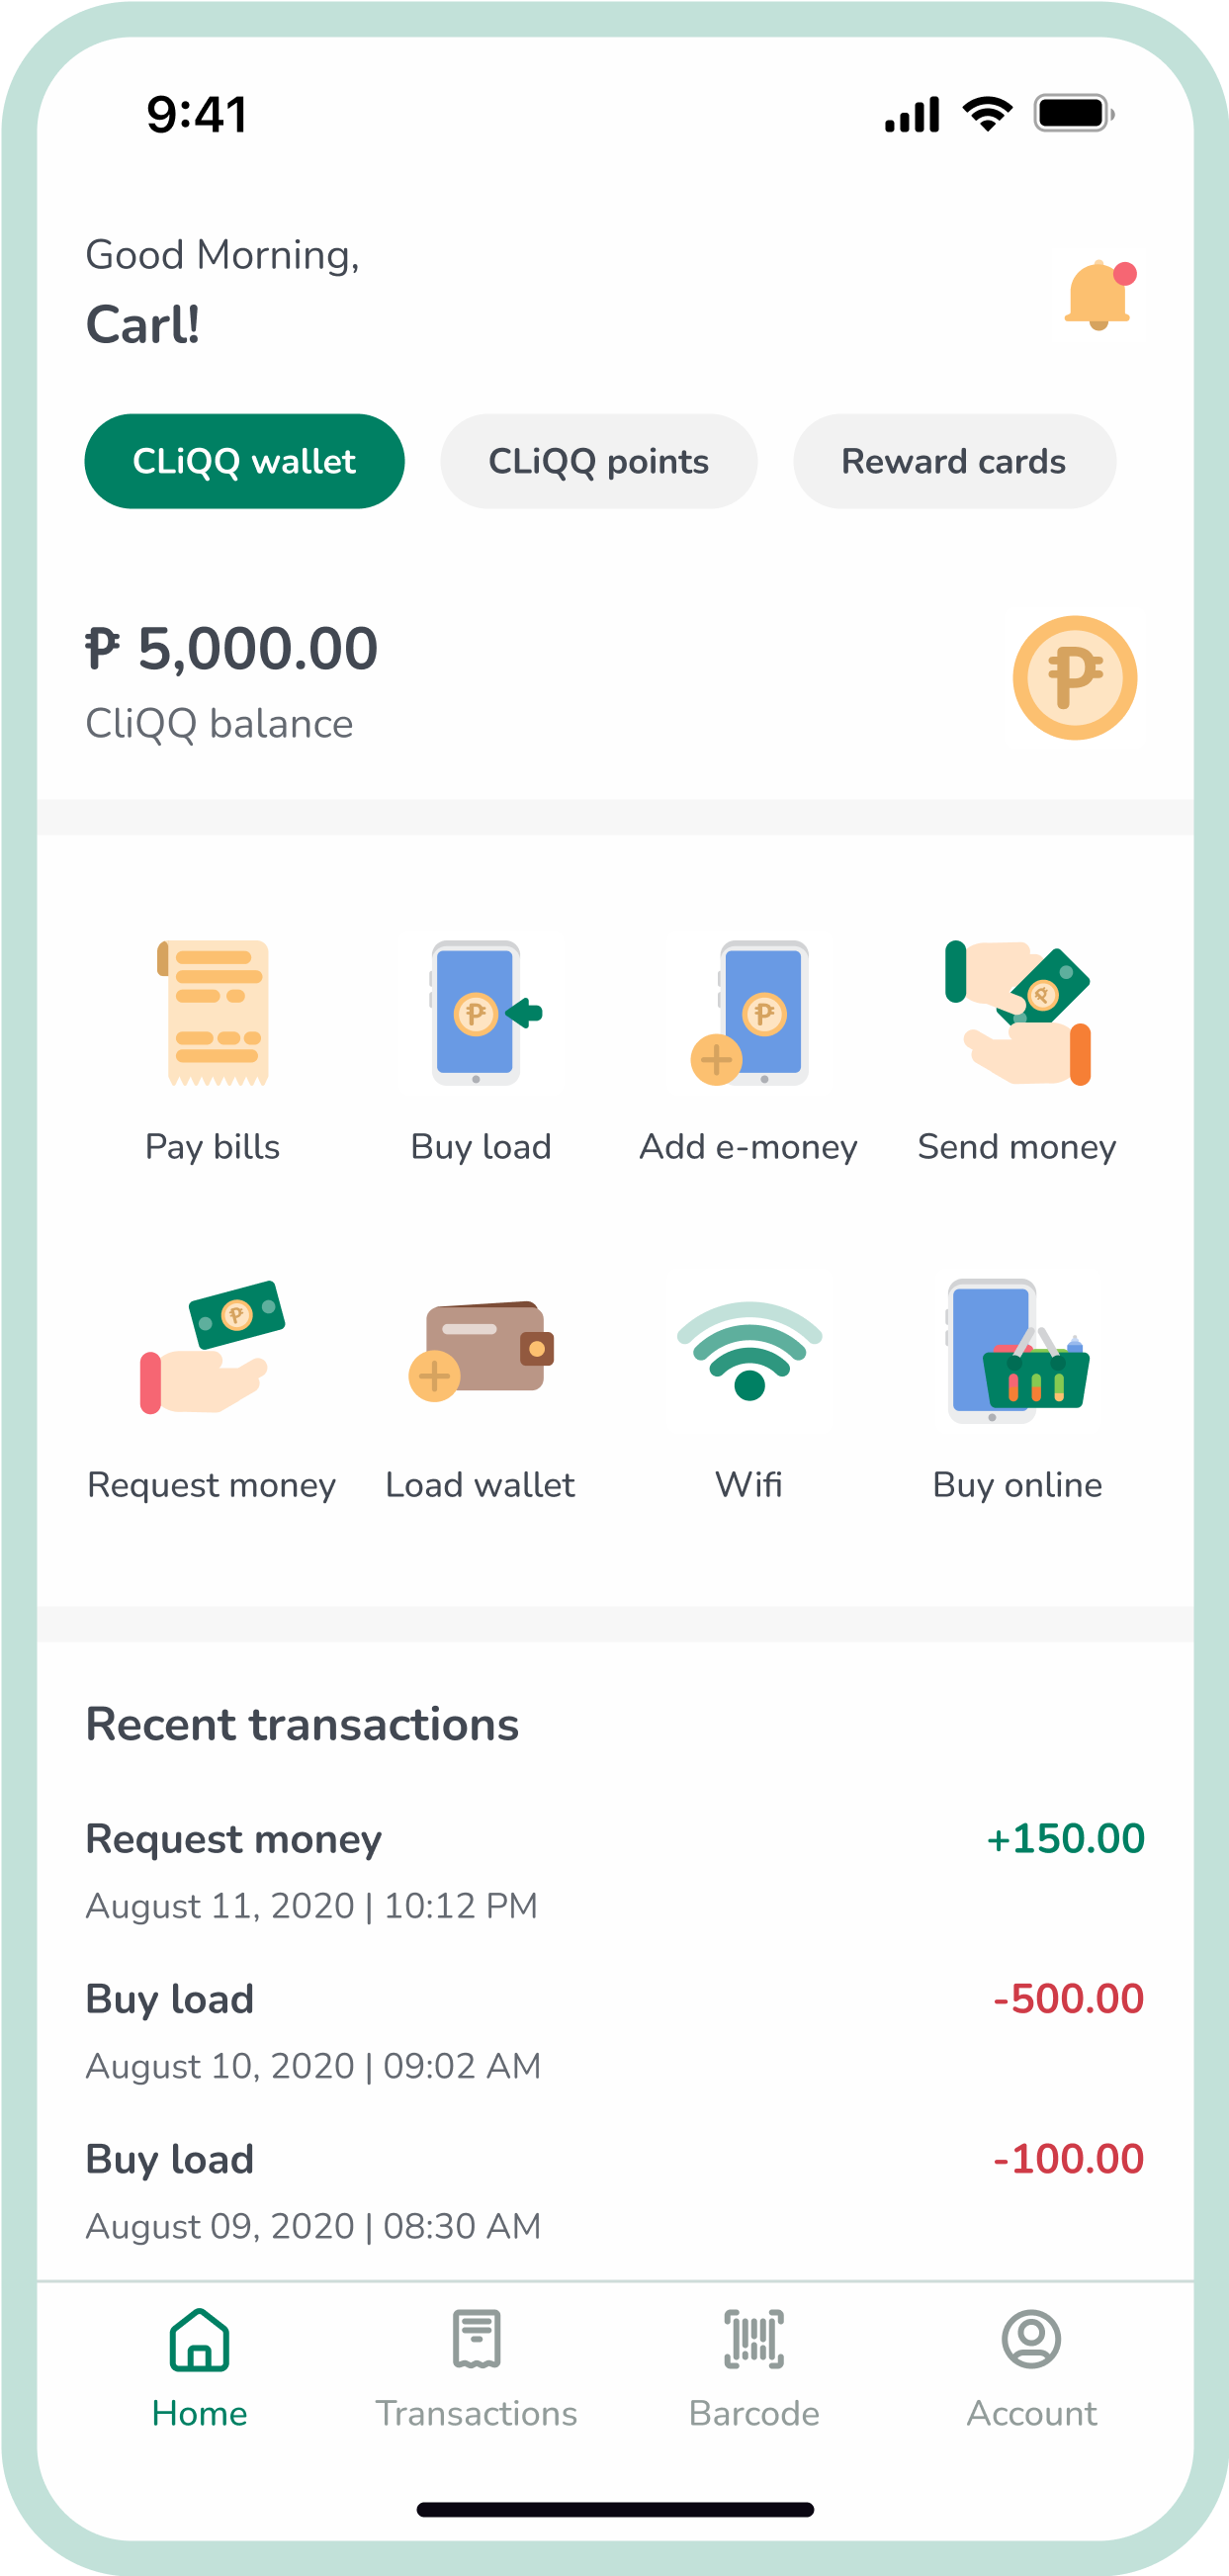 9:41
Good Morning,
Carl!
CLiQQ wallet CLiQQ points Reward cards
₱ 5,000.00
CliQQ balance
Pay bills Buy load Add e-money Send money
Request money Load wallet Wifi Buy online
Recent transactions
Request money +150.00
August 11, 2020 | 10:12 PM
Buy load -500.00
August 10, 2020 | 09:02 AM
Buy load -100.00
August 09, 2020 | 08:30 AM
Home Transactions Barcode Account